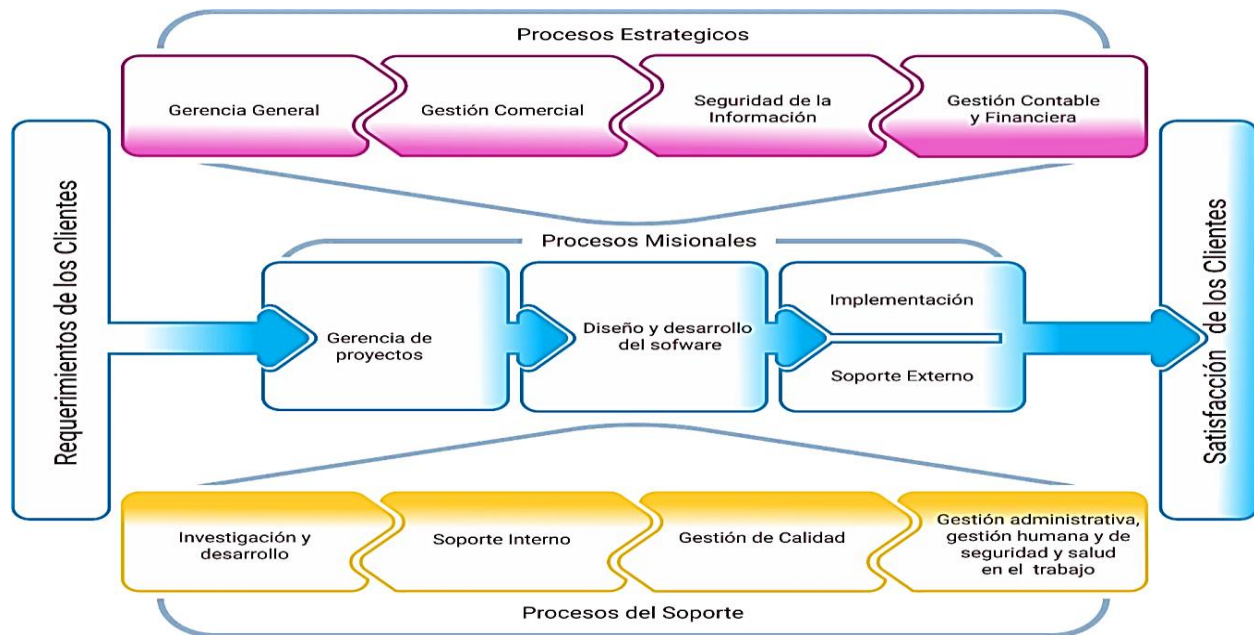 Procesos Estrategicos
Gerencia General
Gestión Comercial
Seguridad de la
Información
Gestión Contable
y Financiera
Requerimientos de los Clientes
Procesos Misionales
Gerencia de
proyectos
Diseño y desarrollo
del sofware
Implementación
Soporte Externo
Satisfacción de los Clientes
Investigación y
desarrollo
Soporte Interno
Gestión de Calidad
Gestión administrativa,
gestión humana y de
seguridad y salud
en el trabajo
Procesos del Soporte